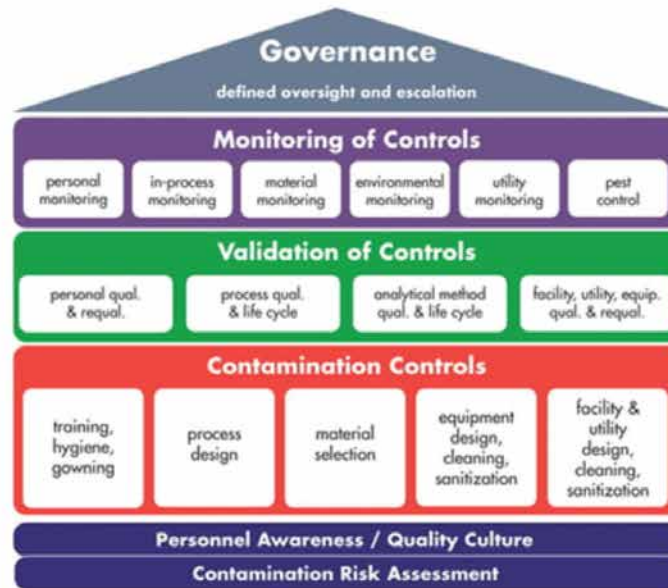 Governance
defined oversight and escalation
Monitoring of Controls
personal
monitoring
in-process
monitoring
material
monitoring
environmental
monitoring
utility
monitoring
pest
control
Validation of Controls
personal qual.
& requal.
process qual.
& life cycle
analytical method
qual. & life cycle
facility, utility, equip.
qual. & requal.
Contamination Controls
training,
hygiene,
gowning
process
design
material
selection
equipment
design,
cleaning,
sanitization
facility &
utility
design,
cleaning,
sanitization
Personnel Awareness / Quality Culture
Contamination Risk Assessment